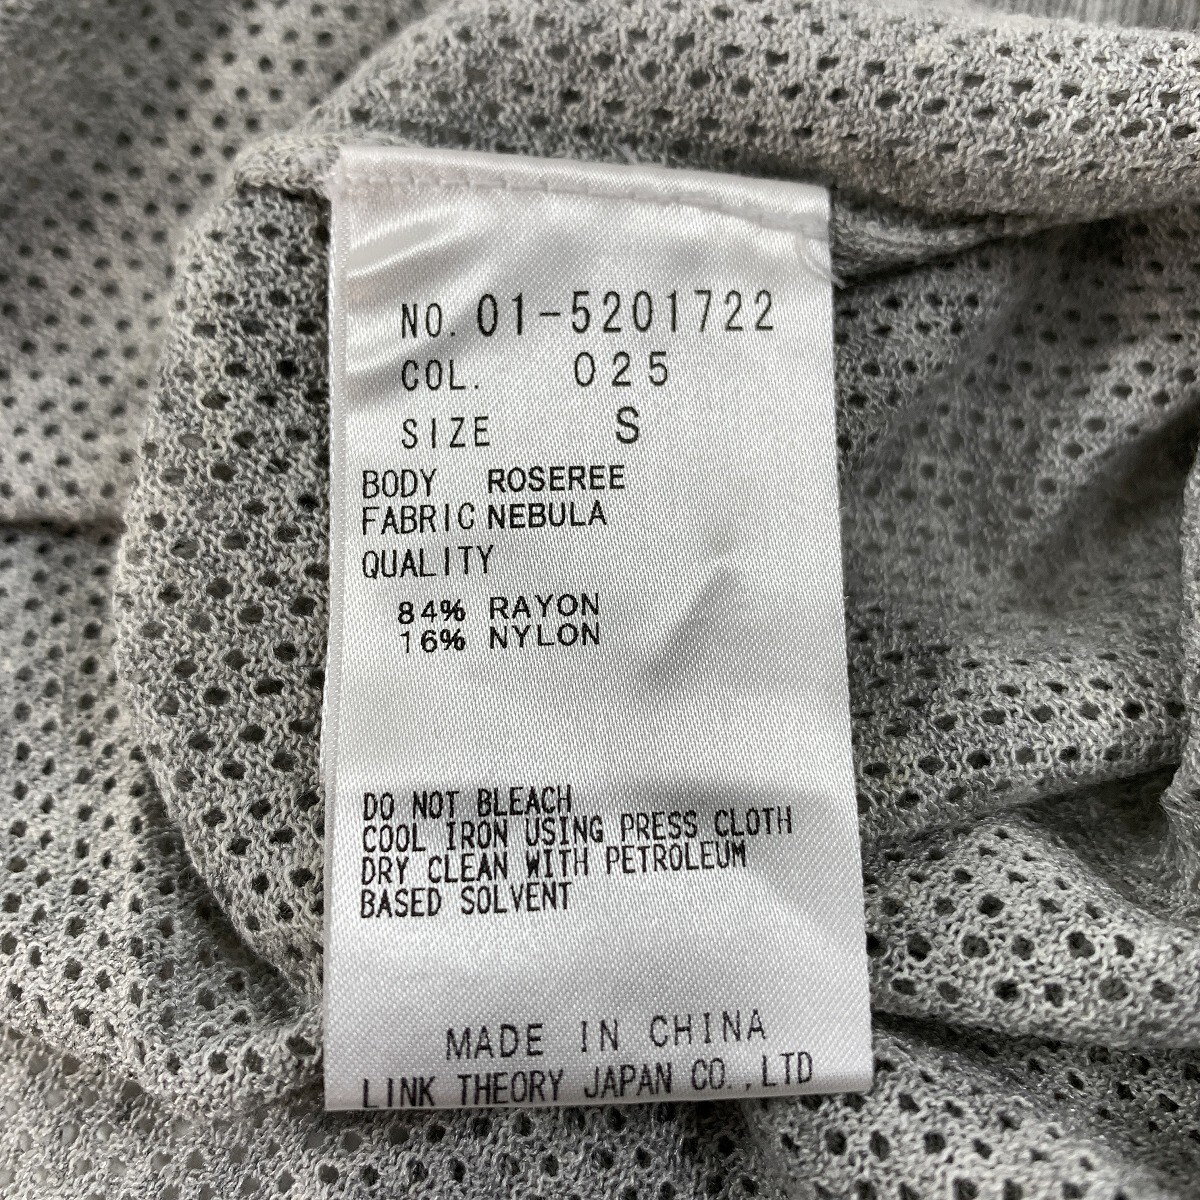 NO. 01-5201722
COL. 025
SIZE S
BODY ROSEREE
FABRIC NEBULA
QUALITY
84% RAYON
16% NYLON
DO NOT BLEACH
COOL IRON USING PRESS CLOTH
DRY CLEAN WITH PETROLEUM
BASED SOLVENT
MADE IN CHINA
LINK THEORY JAPAN CO.,LTD